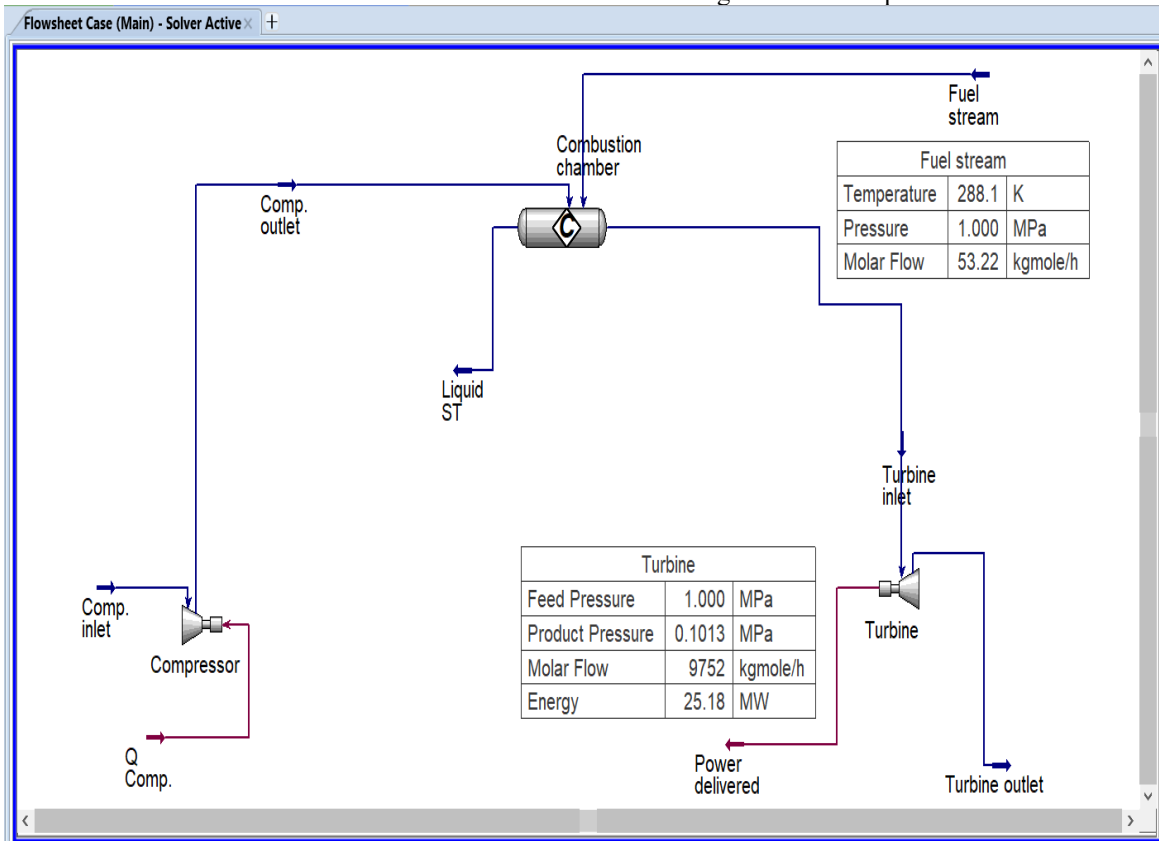 Flowsheet Case (Main) - Solver Active × +
Fuel
stream
Combustion
chamber
Fuel stream
Temperature 288.1 K
Pressure 1.000 MPa
Molar Flow 53.22 kgmole/h
Comp.
outlet
C
Liquid
ST
Turbine
inlet
Turbine
Feed Pressure 1.000 MPa
Product Pressure 0.1013 MPa
Molar Flow 9752 kgmole/h
Energy 25.18 MW
Comp.
inlet
Compressor
Turbine
Q
Comp.
Power
delivered
Turbine outlet